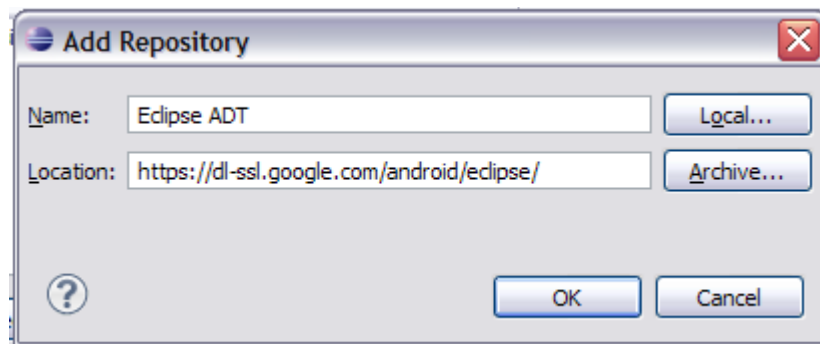 Add Repository
Name: Eclipse ADT Local...
Location: https://dl-ssl.google.com/android/eclipse/ Archive...
? OK Cancel